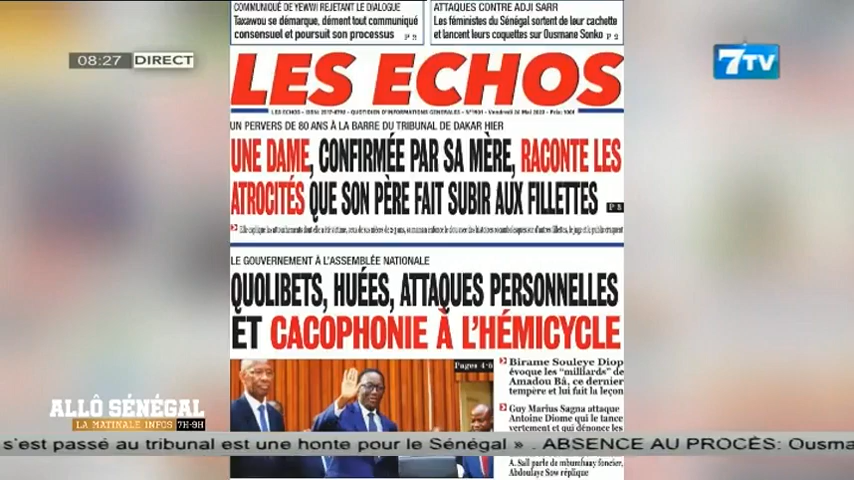 COMMUNIQUÉ DE YEWWI REJETANT LE DIALOGUE
Taxawou se démarque, dément tout communiqué
consensuel et poursuit son processus P 2
ATTAQUES CONTRE ADJI SARR
Les féministes du Sénégal sortent de leur cachette
et lancent leurs coquettes sur Ousmane Sonko P 2
08:27 DIRECT
7TV
LES ECHOS
QUOTIDIEN D'INFORMATIONS GENERALES
UN PERVERS DE 80 ANS À LA BARRE DU TRIBUNAL DE DAKAR HIER
UNE DAME, CONFIRMÉE PAR SA MÈRE, RACONTE LES
ATROCITÉS QUE SON PÈRE FAIT SUBIR AUX FILLETTES
LE GOUVERNEMENT À L'ASSEMBLÉE NATIONALE
QUOLIBETS, HUÉES, ATTAQUES PERSONNELLES
ET CACOPHONIE À L'HÉMICYCLE
Pages 4-5
Birame Souleye Diop
évoque les "milliards" de
Amadou Bâ, ce dernier
tempère et lui fait la leçon
Guy Marius Sagna attaque
Antoine Diome qui le tance
vertement et qui dénonce les
ALLÔ SÉNÉGAL
LA MATINALE INFOS 7H-9H
s'est passé au tribunal est une honte pour le Sénégal » . ABSENCE AU PROCÈS: Ousma
A. Sall parle de mbumhaay foncier,
Abdoulaye Sow réplique